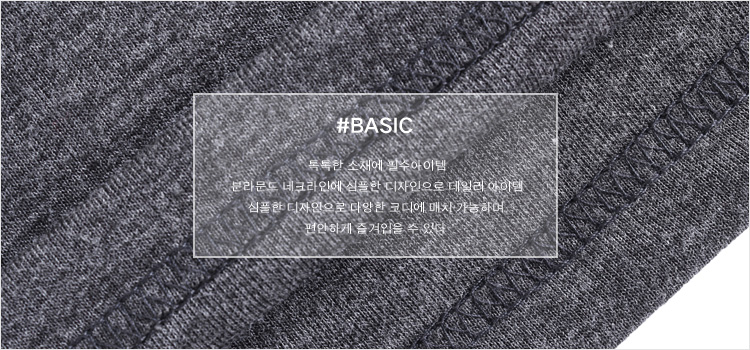 #BASIC
톡톡한 소재에 필수아이템
분라운드 네크라인에 심플한 디자인으로 데일리 아이템
심플한 디자인으로 다양한 코디에 매치 가능하며
편안하게 즐겨입을 수 있다